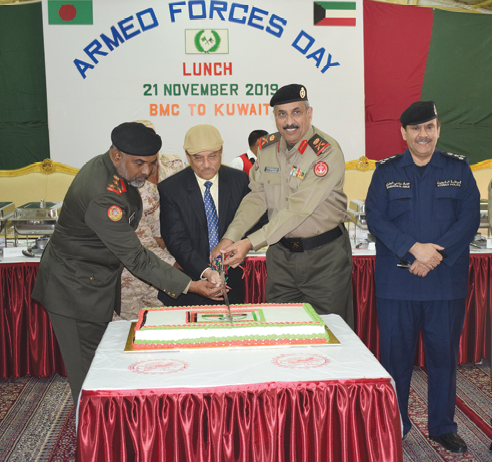 ARMED FORCES DAY
LUNCH
21 NOVEMBER 2019
BMC TO KUWAIT